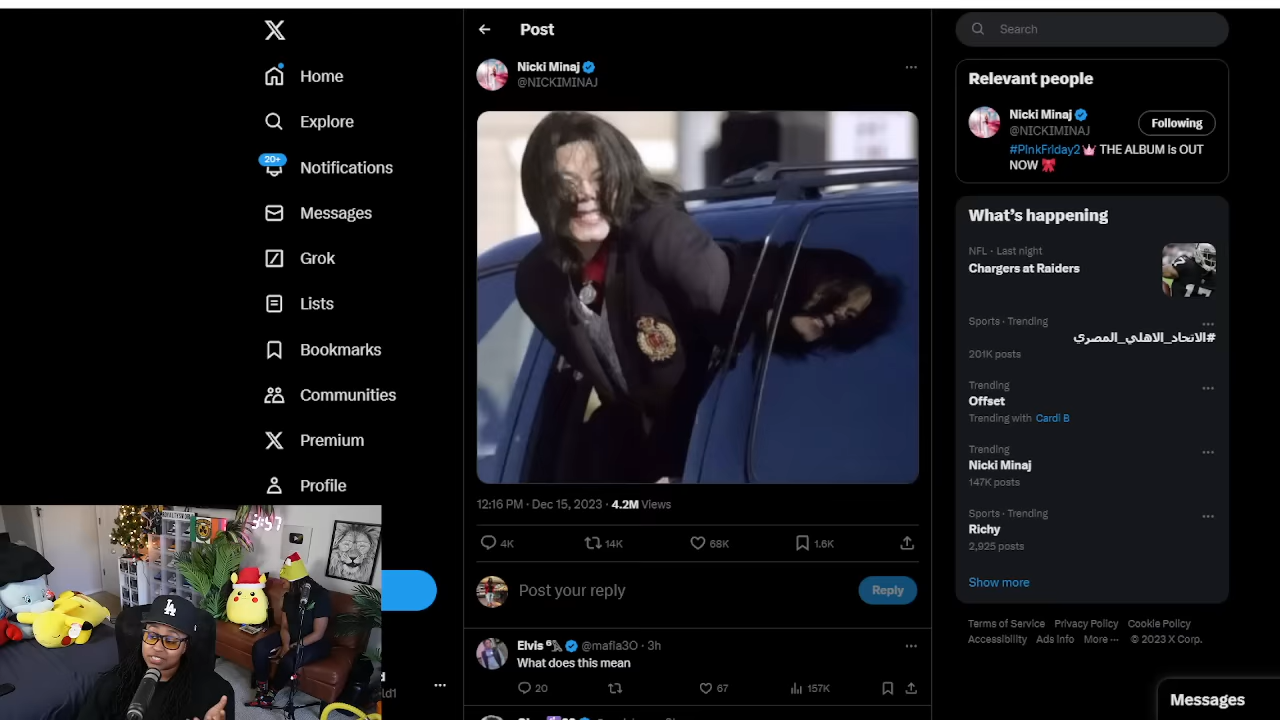 Home
Explore
20+
Notifications
Messages
Grok
Lists
Bookmarks
Communities
Premium
Profile
Post
Nicki Minaj
@NICKIMINAJ
12:16 PM · Dec 15, 2023 · 4.2M Views
4K
14K
68K
1.6K
Post your reply
Reply
Elvis
@mafia3O · 3h
What does this mean
20
67
157K
Search
Relevant people
Nicki Minaj
@NICKIMINAJ
Following
#PinkFriday2 THE ALBUM is OUT
NOW
What's happening
NFL · Last night
Chargers at Raiders
Sports · Trending
#الاتحاد_الاهلي_المصري
201K posts
Trending
Offset
Trending with Cardi B
Trending
Nicki Minaj
147K posts
Sports · Trending
Richy
2,925 posts
Show more
Terms of Service Privacy Policy Cookie Policy
Accessibility Ads info More ··· © 2023 X Corp.
Messages
3:57
LA